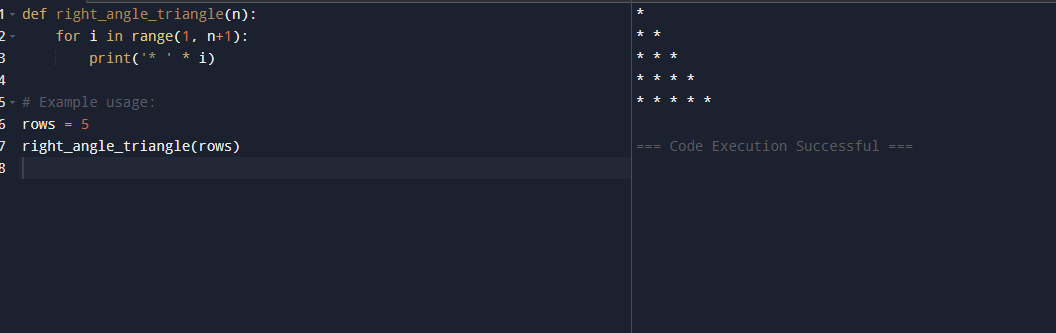 1 def right_angle_triangle(n):
2     for i in range(1, n+1):
3         print('* ' * i)
4
5 # Example usage:
6 rows = 5
7 right_angle_triangle(rows)
8
*
* *
* * *
* * * *
* * * * *
=== Code Execution Successful ===